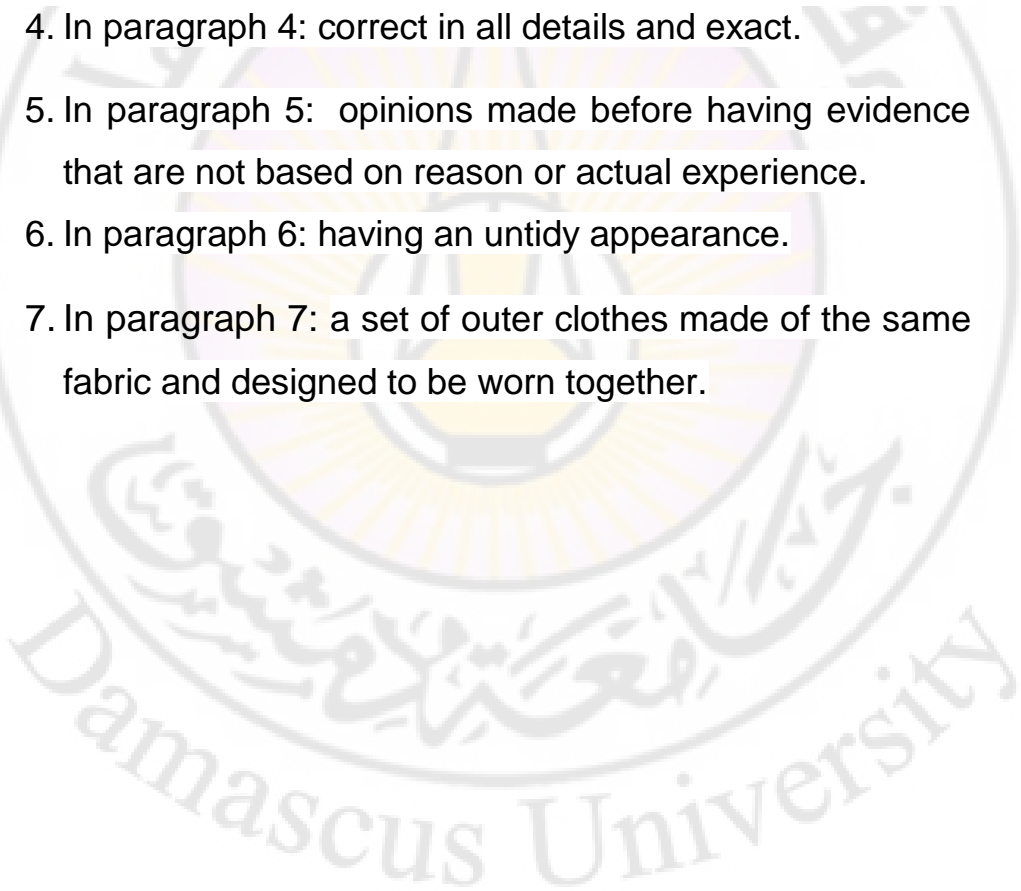 4. In paragraph 4: correct in all details and exact.
5. In paragraph 5: opinions made before having evidence
that are not based on reason or actual experience.
6. In paragraph 6: having an untidy appearance.
7. In paragraph 7: a set of outer clothes made of the same
fabric and designed to be worn together.
جامعة دمشق
Damascus University